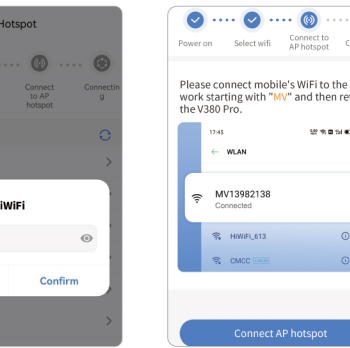 Hotspot
Connect
to AP
hotspot
Connectin
g
iWiFi
Confirm
Power on
Select wifi
Connect to
AP hotspot
C
Please connect mobile's WiFi to the
work starting with "MV" and then re
the V380 Pro.
17:45
WLAN
MV13982138
Connected
HiWiFi_613
CMCC
Connect AP hotspot